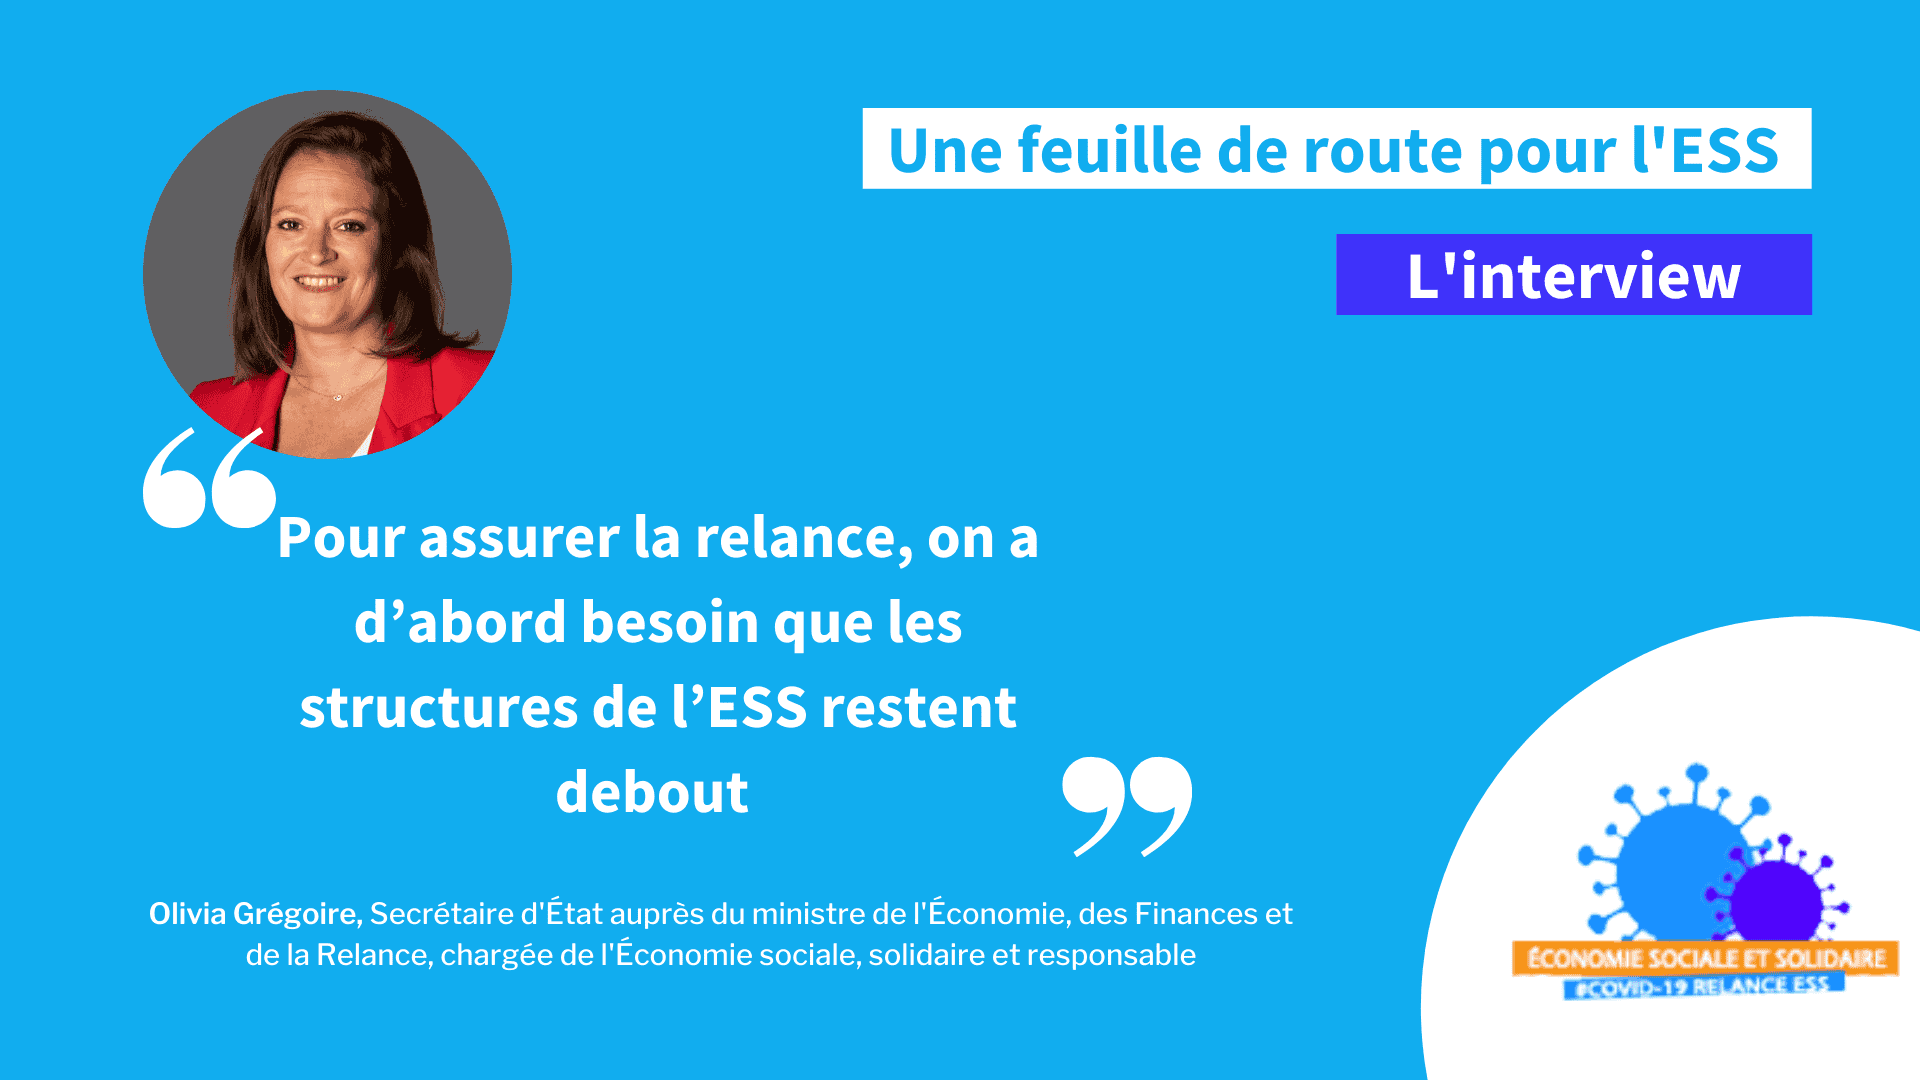 Une feuille de route pour l'ESS
L'interview
“
Pour assurer la relance, on a
d’abord besoin que les
structures de l’ESS restent
debout
”
Olivia Grégoire, Secrétaire d'État auprès du ministre de l'Économie, des Finances et
de la Relance, chargée de l'Économie sociale, solidaire et responsable
ÉCONOMIE SOCIALE ET SOLIDAIRE
#COVID-19 RELANCE ESS